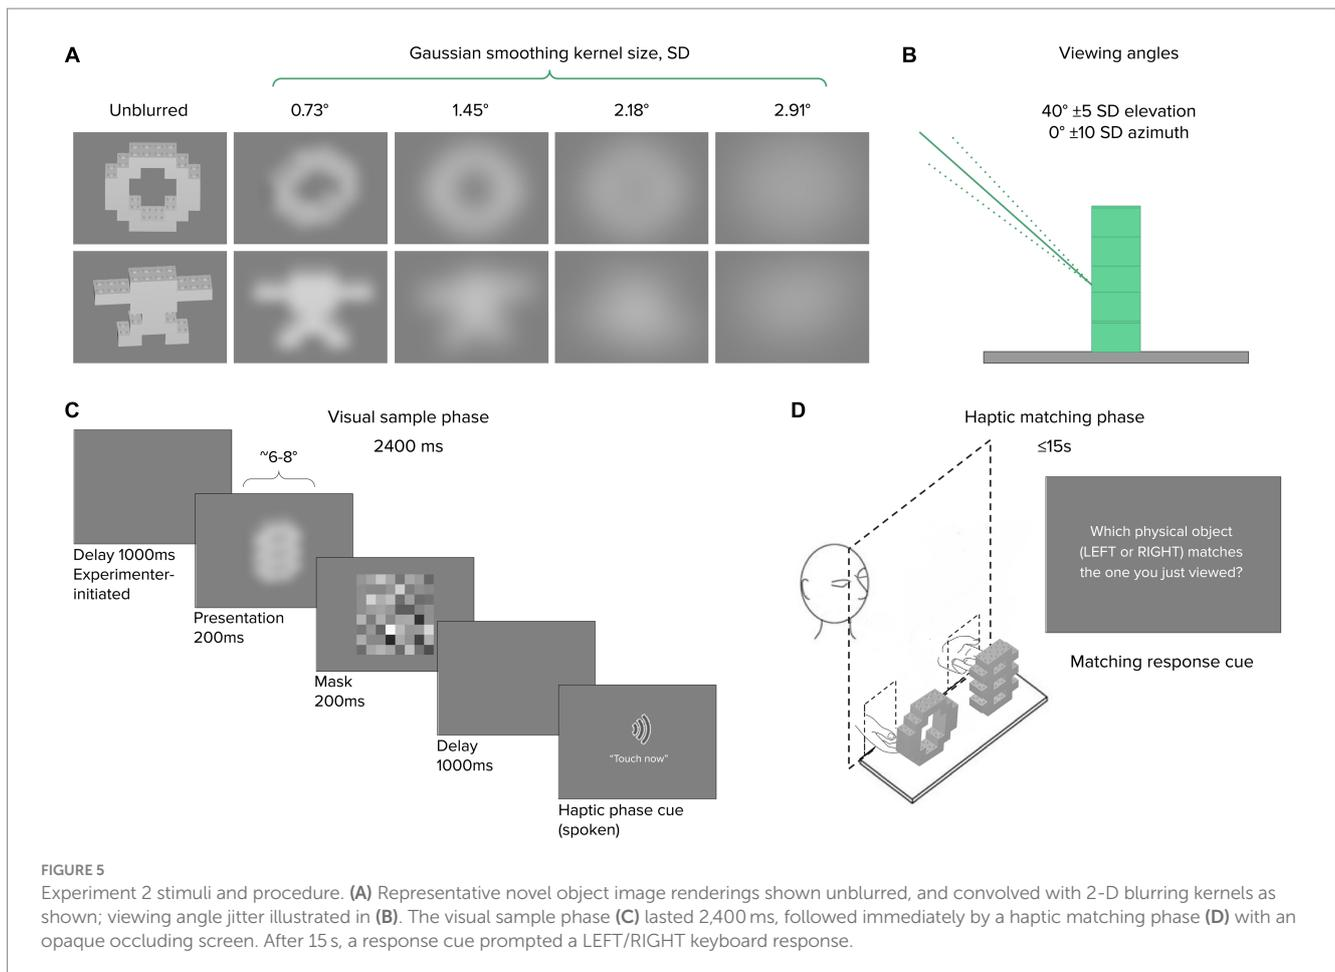 A
Gaussian smoothing kernel size, SD
Unblurred
0.73°
1.45°
2.18°
2.91°
B
Viewing angles
40° ±5 SD elevation
0° ±10 SD azimuth
C
Visual sample phase
2400 ms
~6-8°
Delay 1000ms
Experimenter-
initiated
Presentation
200ms
Mask
200ms
Delay
1000ms
"Touch now"
Haptic phase cue
(spoken)
D
Haptic matching phase
≤15s
Which physical object
(LEFT or RIGHT) matches
the one you just viewed?
Matching response cue
FIGURE 5
Experiment 2 stimuli and procedure. (A) Representative novel object image renderings shown unblurred, and convolved with 2-D blurring kernels as
shown; viewing angle jitter illustrated in (B). The visual sample phase (C) lasted 2,400 ms, followed immediately by a haptic matching phase (D) with an
opaque occluding screen. After 15 s, a response cue prompted a LEFT/RIGHT keyboard response.